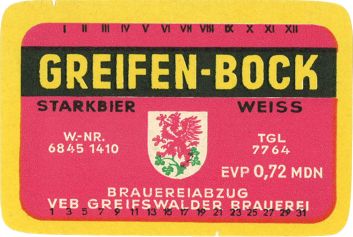 I II III IV V VI VII VIII IX X XI XII
GREIFEN-BOCK
STARKBIER WEISS
W.-NR. TGL
6845 1410 7764
EVP 0,72 MDN
BRAUEREIABZUG
VEB GREIFSWALDER BRAUEREI
1 3 5 7 9 11 13 15 17 19 21 23 25 27 29 31